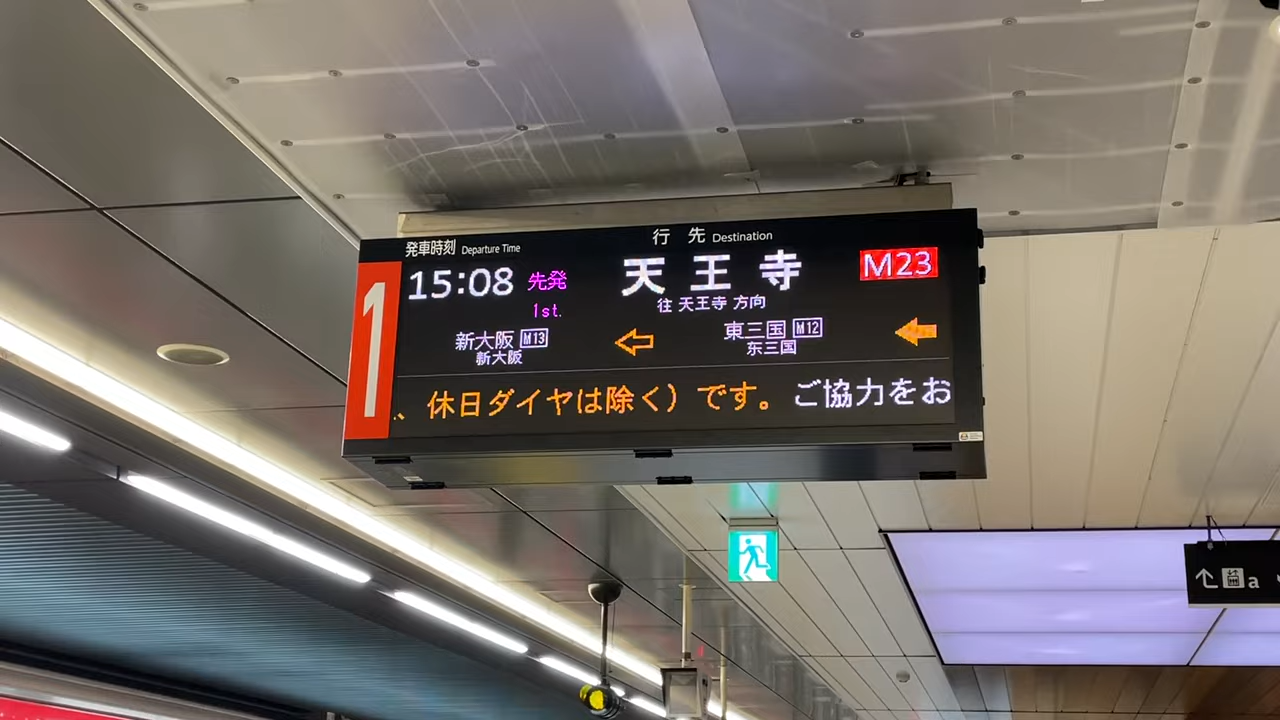 発車時刻 Departure Time 行先 Destination
1
15:08 先発 天王寺 M23
1st. 往 天王寺 方向
新大阪 M13 東三国 M12
新大阪 东三国
、休日ダイヤは除く）です。ご協力をお
a